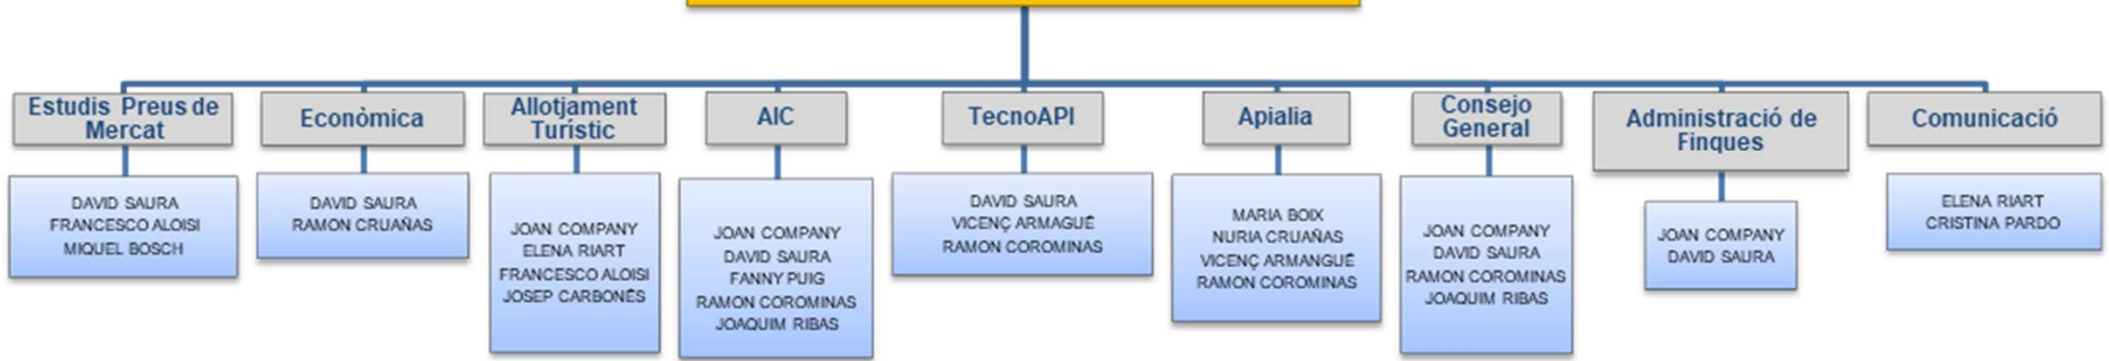 Estudis Preus de
Mercat
DAVID SAURA
FRANCESCO ALOISI
MIQUEL BOSCH
Econòmica
DAVID SAURA
RAMON CRUAÑAS
Allotjament
Turístic
JOAN COMPANY
ELENA RIART
FRANCESCO ALOISI
JOSEP CARBONÉS
AIC
JOAN COMPANY
DAVID SAURA
FANNY PUIG
RAMON COROMINAS
JOAQUIM RIBAS
TecnoAPI
DAVID SAURA
VICENÇ ARMAGUÉ
RAMON COROMINAS
Apialia
MARIA BOIX
NURIA CRUAÑAS
VICENÇ ARMANGUÉ
RAMON COROMINAS
Consejo
General
JOAN COMPANY
DAVID SAURA
RAMON COROMINAS
JOAQUIM RIBAS
Administració de
Finques
JOAN COMPANY
DAVID SAURA
Comunicació
ELENA RIART
CRISTINA PARDO